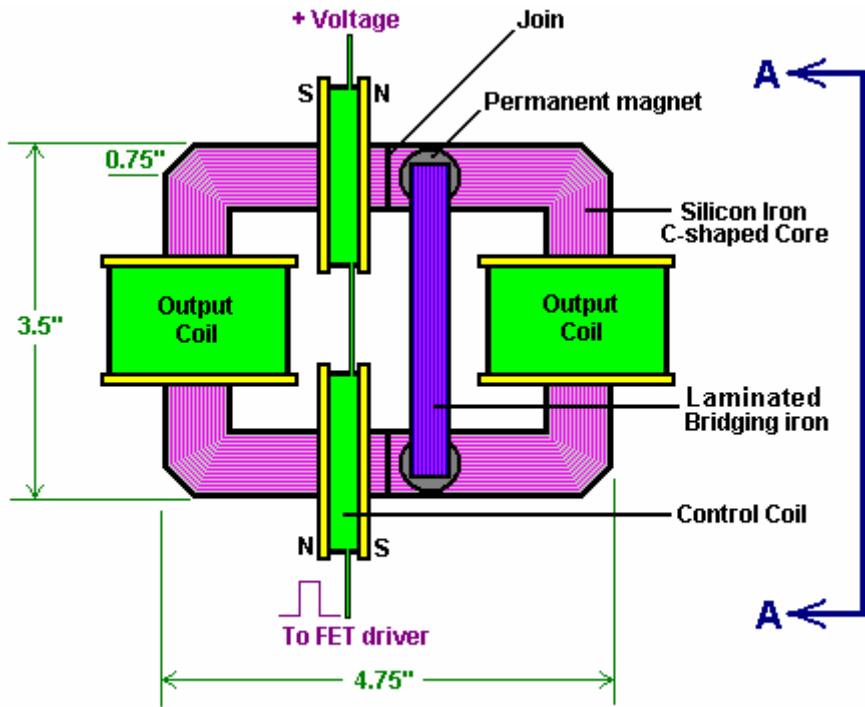 + Voltage
Join
A
S
N
Permanent magnet
0.75"
Silicon Iron
C-shaped Core
Output
Coil
Output
Coil
3.5"
Laminated
Bridging iron
Control Coil
N
S
A
To FET driver
4.75"